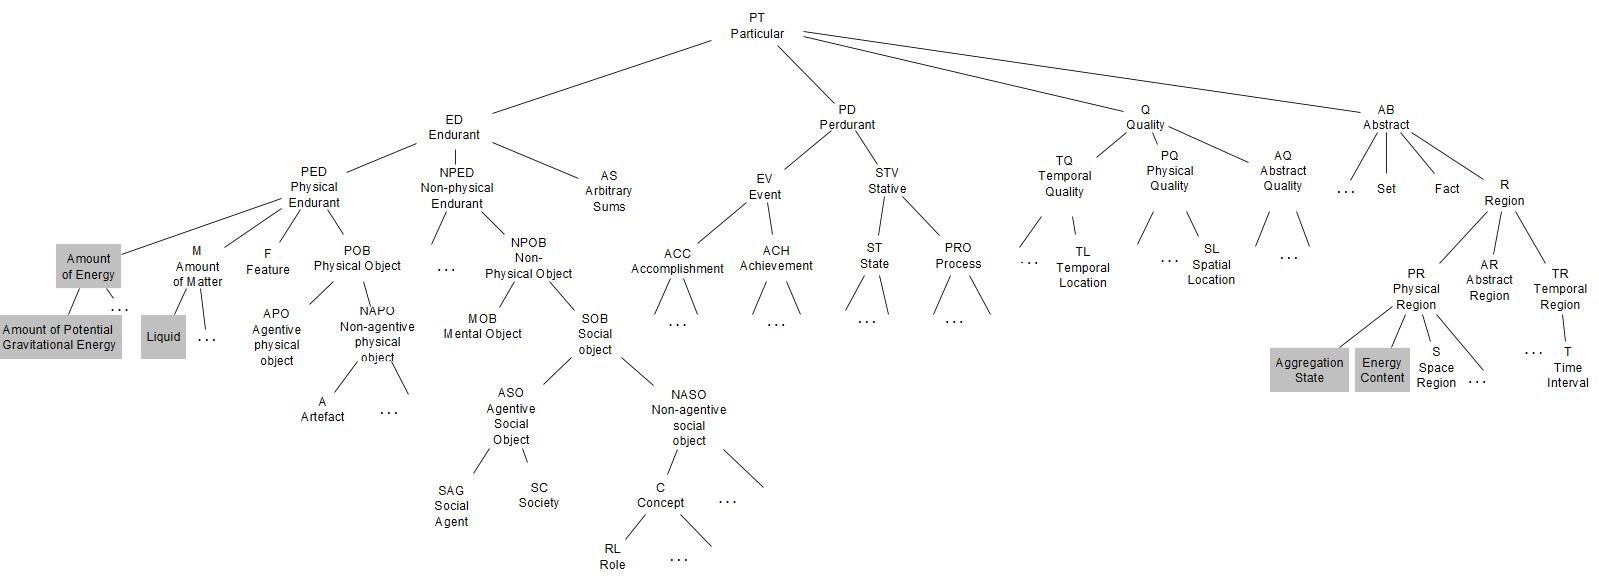 PT
Particular
ED
Endurant
PD
Perdurant
Q
Quality
AB
Abstract
PED
Physical
Endurant
NPED
Non-physical
Endurant
AS
Arbitrary
Sums
EV
Event
STV
Stative
TQ
Temporal
Quality
PQ
Physical
Quality
AQ
Abstract
Quality
...
Set
Fact
R
Region
Amount
of Energy
M
Amount
of Matter
F
Feature
POB
Physical Object
...
NPOB
Non-
Physical Object
ACC
Accomplishment
ACH
Achievement
ST
State
PRO
Process
...
TL
Temporal
Location
...
SL
Spatial
Location
...
PR
Physical
Region
AR
Abstract
Region
TR
Temporal
Region
...
Amount of Potential
Gravitational Energy
Liquid
...
APO
Agentive
physical
object
NAPO
Non-agentive
physical
object
MOB
Mental Object
SOB
Social
object
...
...
...
...
Aggregation
State
Energy
Content
S
Space
Region
...
...
T
Time
Interval
A
Artefact
...
ASO
Agentive
Social
Object
NASO
Non-agentive
social
object
SAG
Social
Agent
SC
Society
C
Concept
...
RL
Role
...